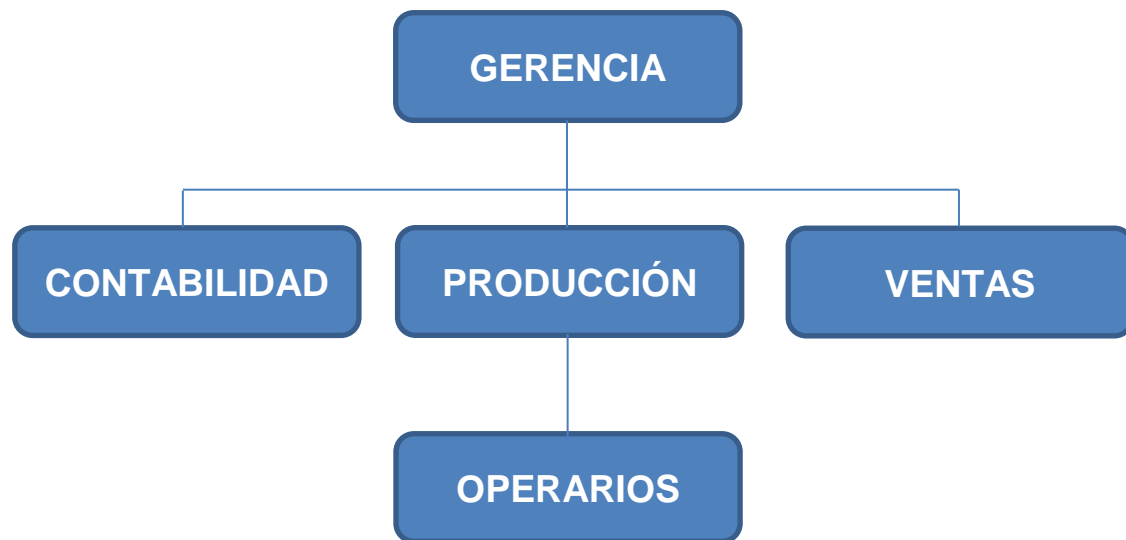 GERENCIA
CONTABILIDAD
PRODUCCIÓN
VENTAS
OPERARIOS